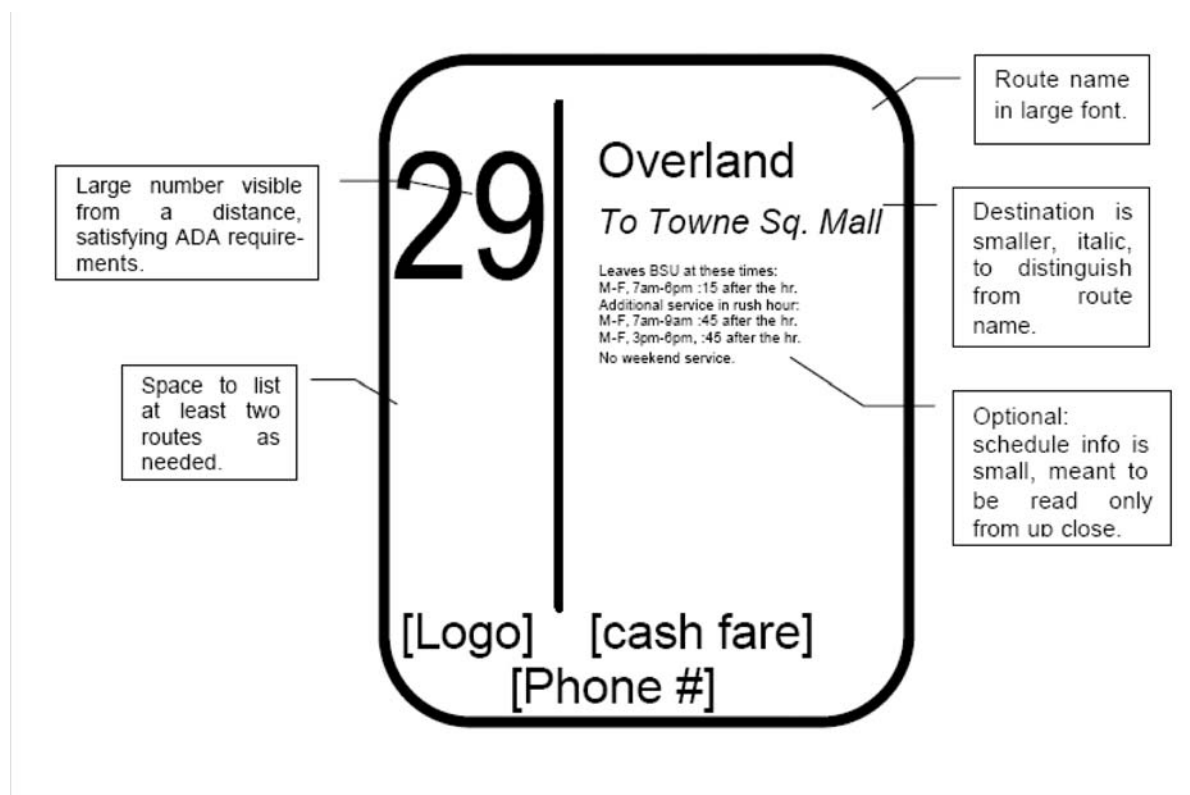 Route name
in large font.
Large number visible
from a distance,
satisfying ADA require-
ments.
29
Overland
To Towne Sq. Mall
Destination is
smaller, italic,
to distinguish
from route
name.
Leaves BSU at these times:
M-F, 7am-6pm :15 after the hr.
Additional service in rush hour:
M-F, 7am-9am :45 after the hr.
M-F, 3pm-6pm, :45 after the hr.
No weekend service.
Space to list
at least two
routes as
needed.
Optional:
schedule info is
small, meant to
be read only
from up close.
[Logo] [cash fare]
[Phone #]